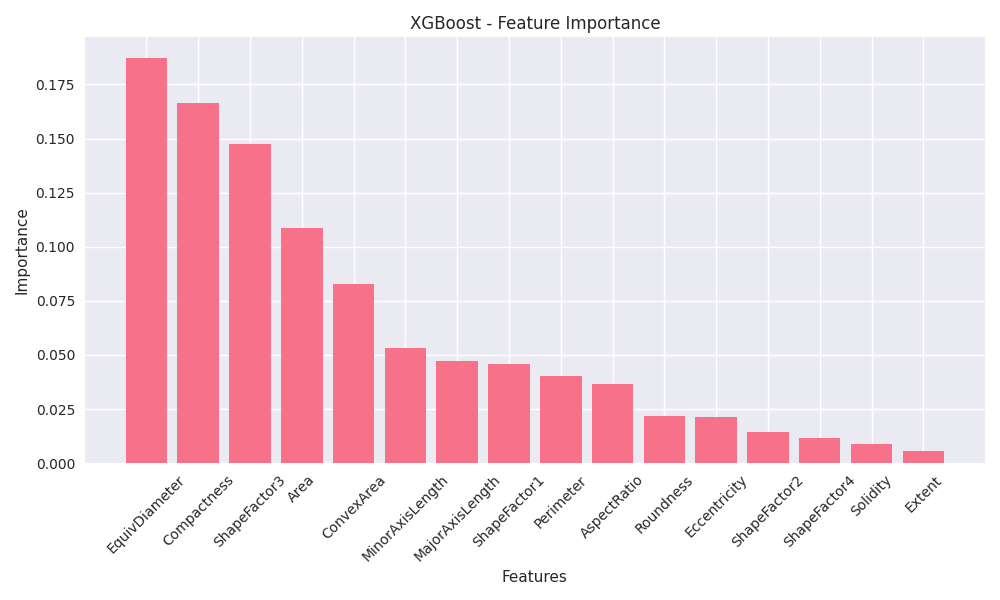 XGBoost - Feature Importance
Importance
0.175
0.150
0.125
0.100
0.075
0.050
0.025
0.000
EquivDiameter
Compactness
ShapeFactor3
Area
ConvexArea
MinorAxisLength
MajorAxisLength
ShapeFactor1
Perimeter
AspectRatio
Roundness
Eccentricity
ShapeFactor2
ShapeFactor4
Solidity
Extent
Features